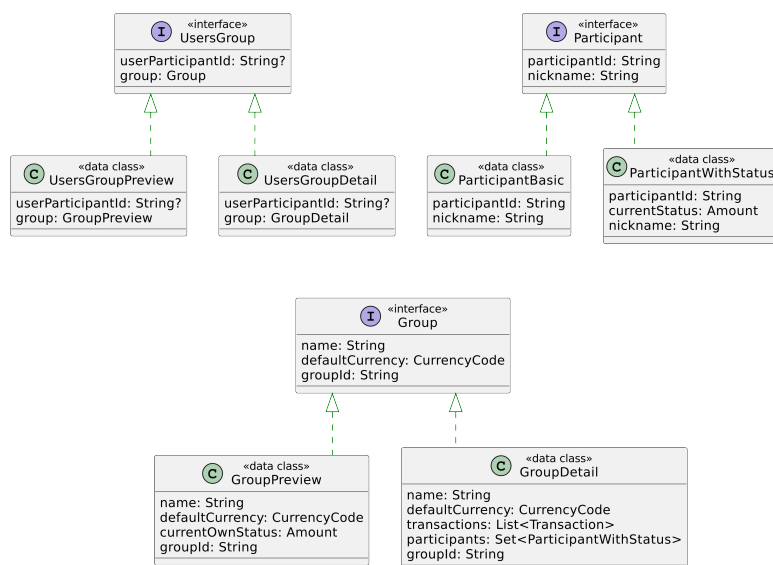 «interface»
UsersGroup
userParticipantId: String?
group: Group
«interface»
Participant
participantId: String
nickname: String
«data class»
UsersGroupPreview
userParticipantId: String?
group: GroupPreview
«data class»
UsersGroupDetail
userParticipantId: String?
group: GroupDetail
«data class»
ParticipantBasic
participantId: String
nickname: String
«data class»
ParticipantWithStatus
participantId: String
currentStatus: Amount
nickname: String
«interface»
Group
name: String
defaultCurrency: CurrencyCode
groupId: String
«data class»
GroupPreview
name: String
defaultCurrency: CurrencyCode
currentOwnStatus: Amount
groupId: String
«data class»
GroupDetail
name: String
defaultCurrency: CurrencyCode
transactions: List<Transaction>
participants: Set<ParticipantWithStatus>
groupId: String
I
I
C
C
C
C
I
C
C